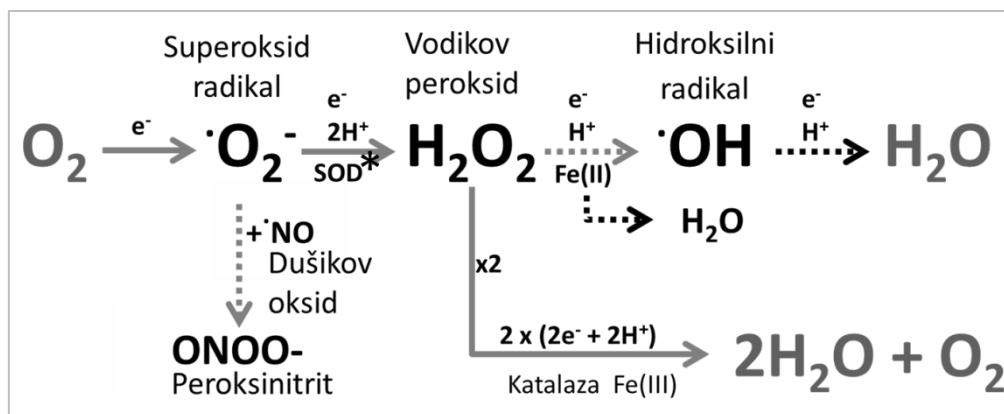 Superoksid
radikal
Vodikov
peroksid
Hidroksilni
radikal
O₂
e⁻
·O₂⁻
e⁻
2H⁺
SOD*
H₂O₂
e⁻
H⁺
Fe(II)
·OH
e⁻
H⁺
H₂O
H₂O
+·NO
Dušikov
oksid
x2
ONOO-
Peroksinitrit
2 x (2e⁻ + 2H⁺)
Katalaza Fe(III)
2H₂O + O₂